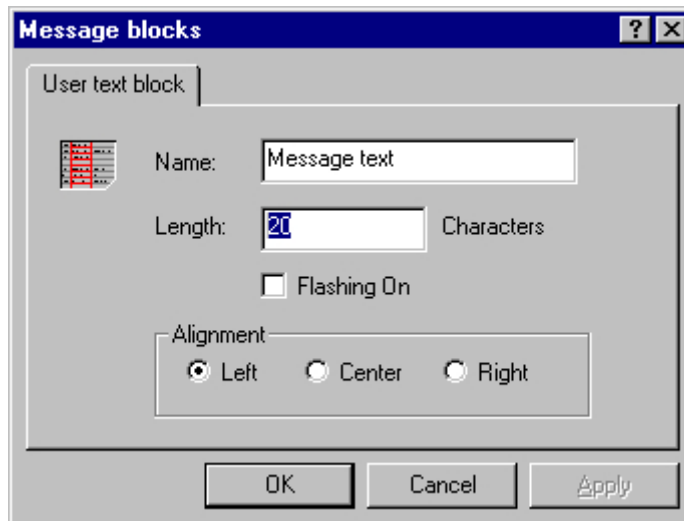 Message blocks
User text block
Name: Message text
Length: 20 Characters
Flashing On
Alignment
Left Center Right
OK Cancel Apply